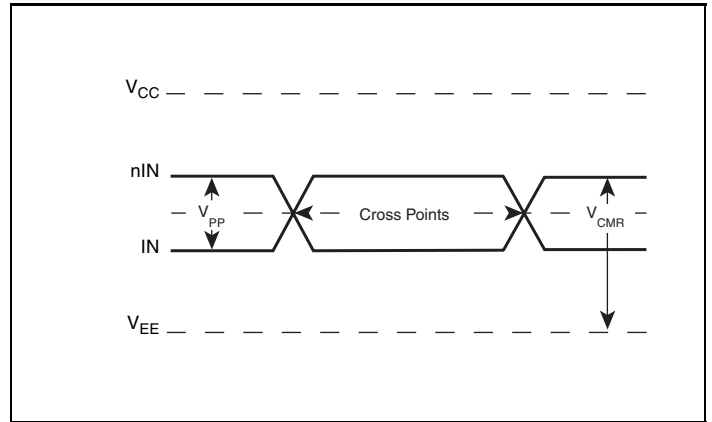 VCC
nIN
VPP
Cross Points
VCMR
IN
VEE